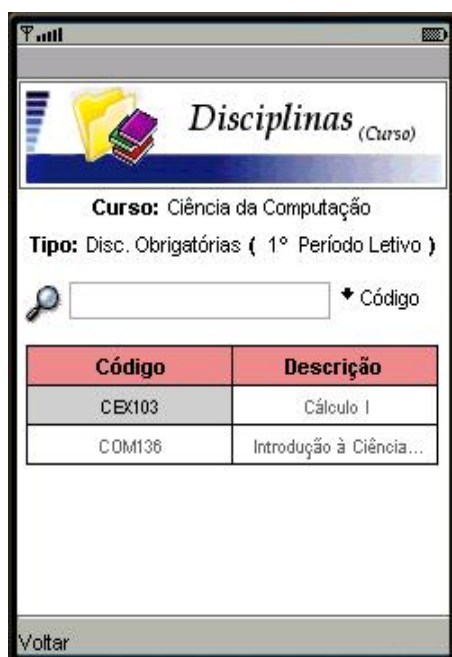 Disciplinas (Curso)
Curso: Ciência da Computação
Tipo: Disc. Obrigatórias ( 1º Período Letivo )
Código
Código Descrição
CEX103 Cálculo I
COM136 Introdução à Ciência...
Voltar